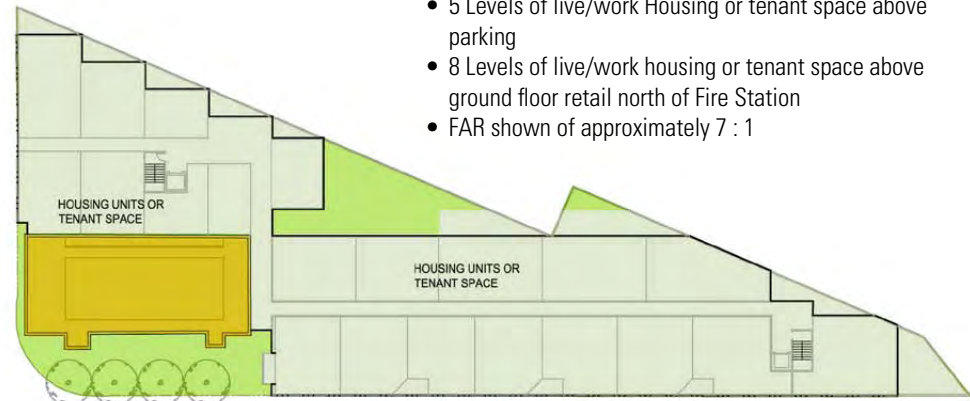 • 5 Levels of live/work Housing or tenant space above
parking
• 8 Levels of live/work housing or tenant space above
ground floor retail north of Fire Station
• FAR shown of approximately 7 : 1
HOUSING UNITS OR
TENANT SPACE
HOUSING UNITS OR
TENANT SPACE